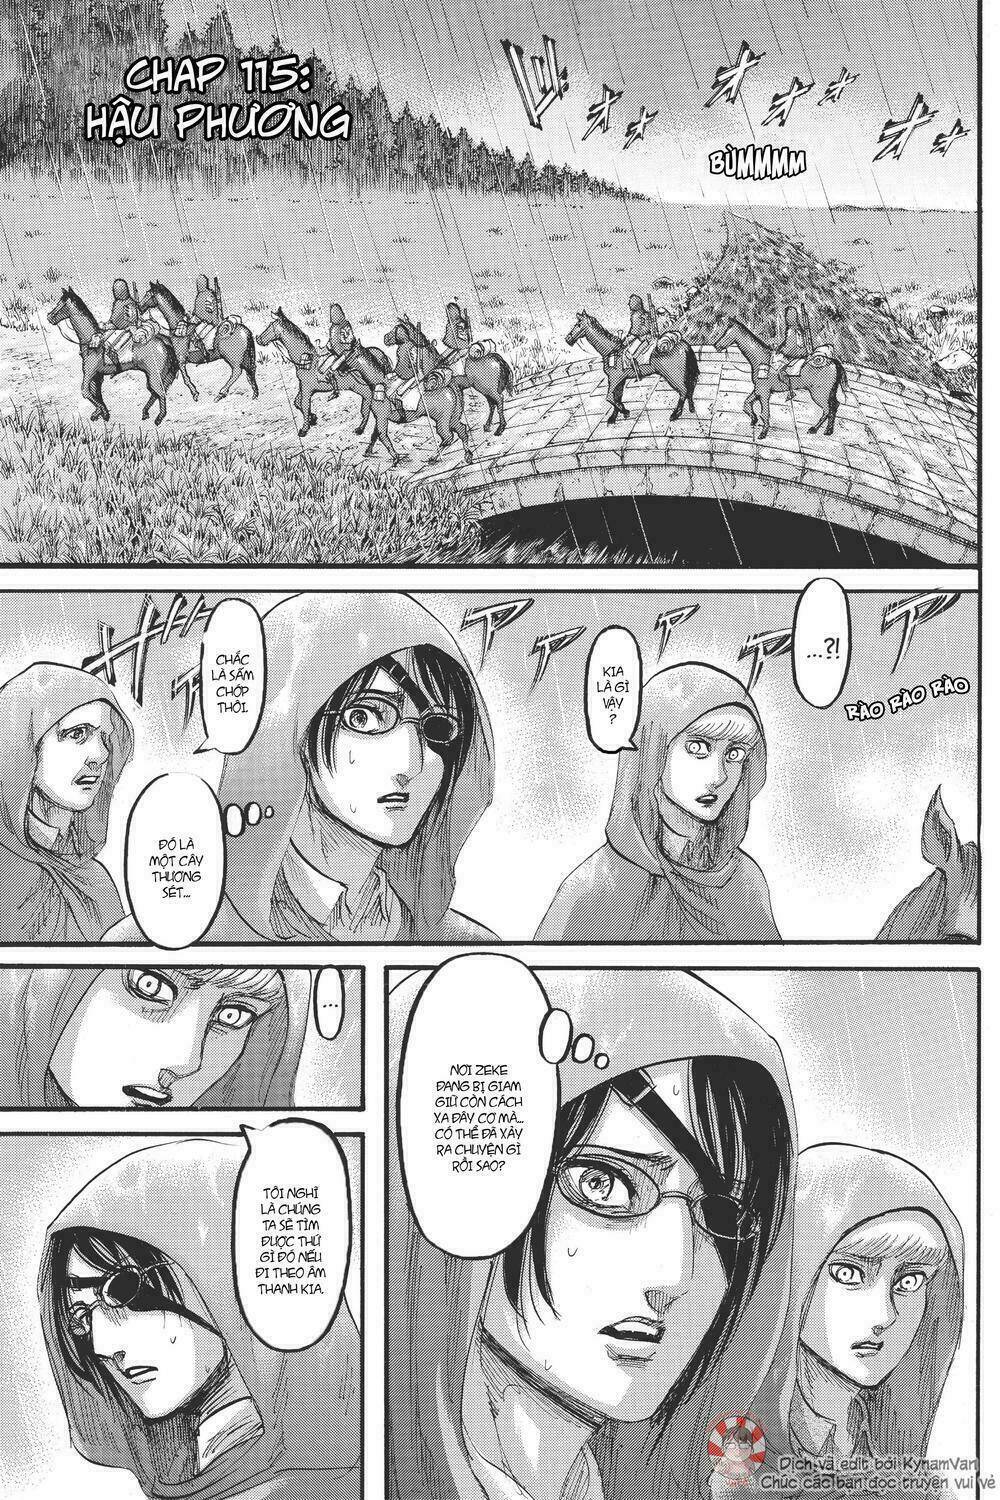 CHAP 115:
HẬU PHƯƠNG
BÙMMMM
...?!
RÀO RÀO RÀO
KIA
LÀ GÌ
VẬY
?
CHẮC
LÀ SẤM
CHỚP
THÔI.
ĐÓ LÀ
MỘT CÂY
THƯƠNG
SÉT...
NƠI ZEKE
ĐANG BỊ GIAM
GIỮ CÒN CÁCH
XA ĐÂY CƠ MÀ...
CÓ THỂ ĐÃ XẢY
RA CHUYỆN GÌ
RỒI SAO?
...
TÔI NGHĨ
LÀ CHÚNG
TA SẼ TÌM
ĐƯỢC THỨ
GÌ ĐÓ NẾU
ĐI THEO ÂM
THANH KIA.
Dịch và edit bởi KynamVan
Chúc các bạn đọc truyện vui vẻ